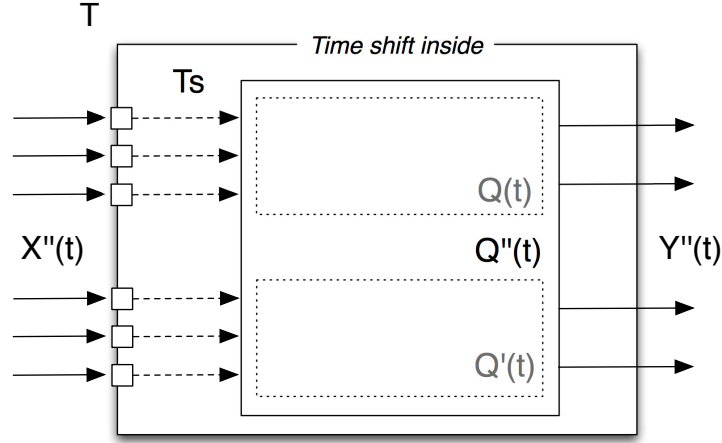 T
Time shift inside
Ts
Q(t)
X"(t)
Q"(t)
Y"(t)
Q'(t)